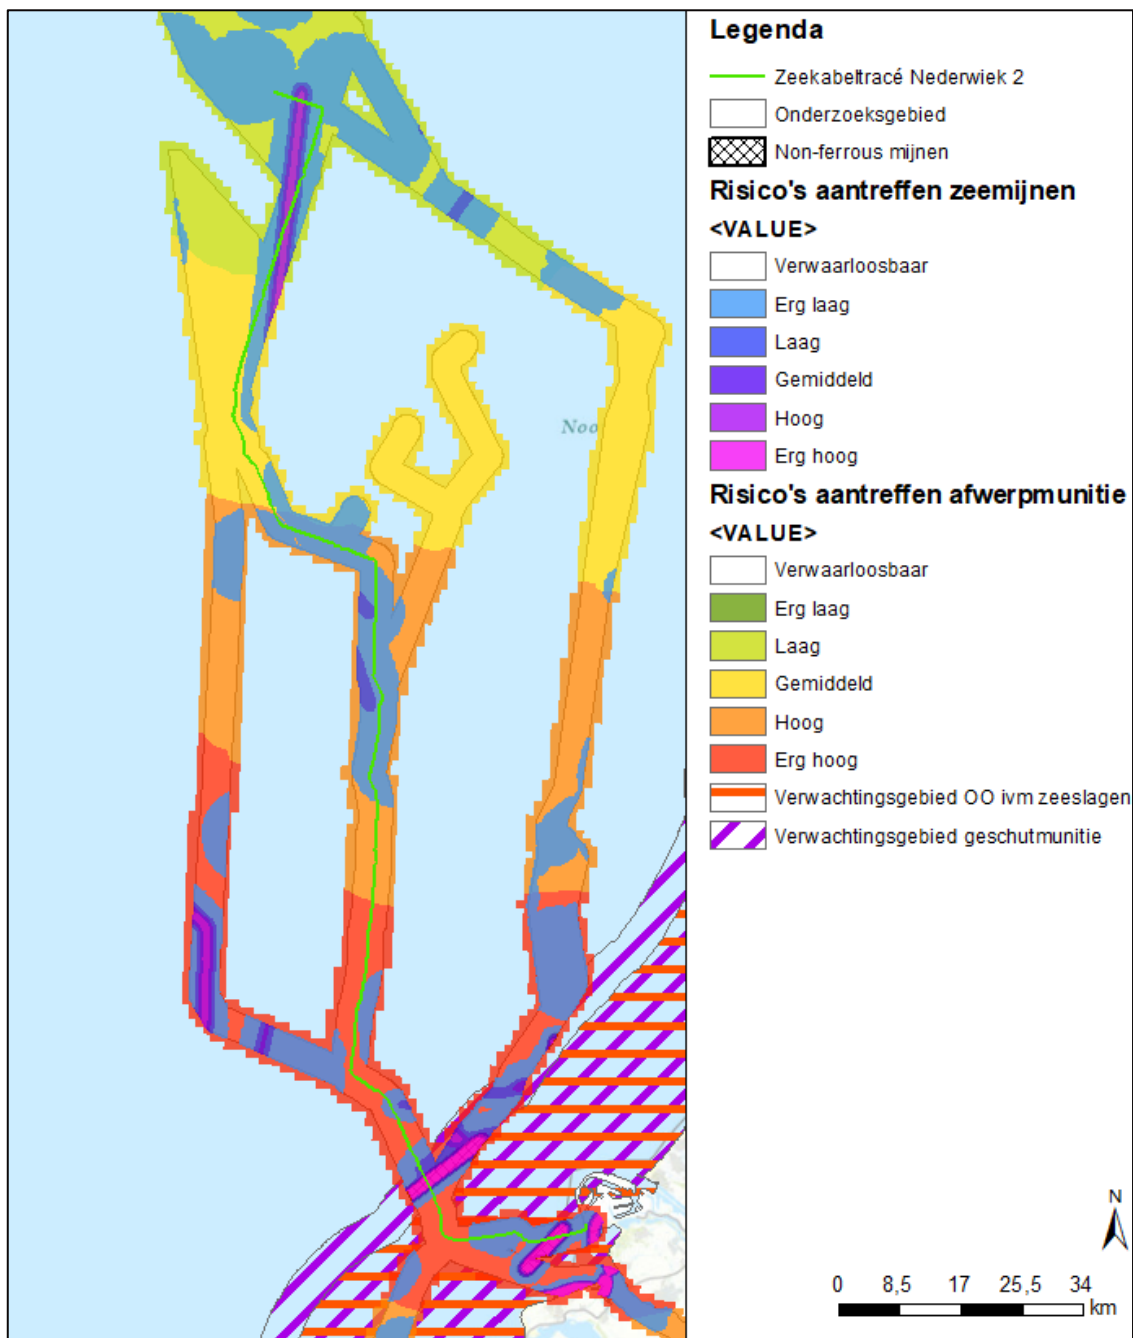 Legenda
Zeekabeltracé Nederwiek 2
Onderzoeksgebied
Non-ferrous mijnen
Risico's aantreffen zeemijnen
<VALUE>
Verwaarloosbaar
Erg laag
Laag
Gemiddeld
Hoog
Erg hoog
Risico's aantreffen afwerpmunitie
<VALUE>
Verwaarloosbaar
Erg laag
Laag
Gemiddeld
Hoog
Erg hoog
Verwachtingsgebied OO ivm zeeslagen
Verwachtingsgebied geschutmunitie
Noo
N
0 8,5 17 25,5 34
km